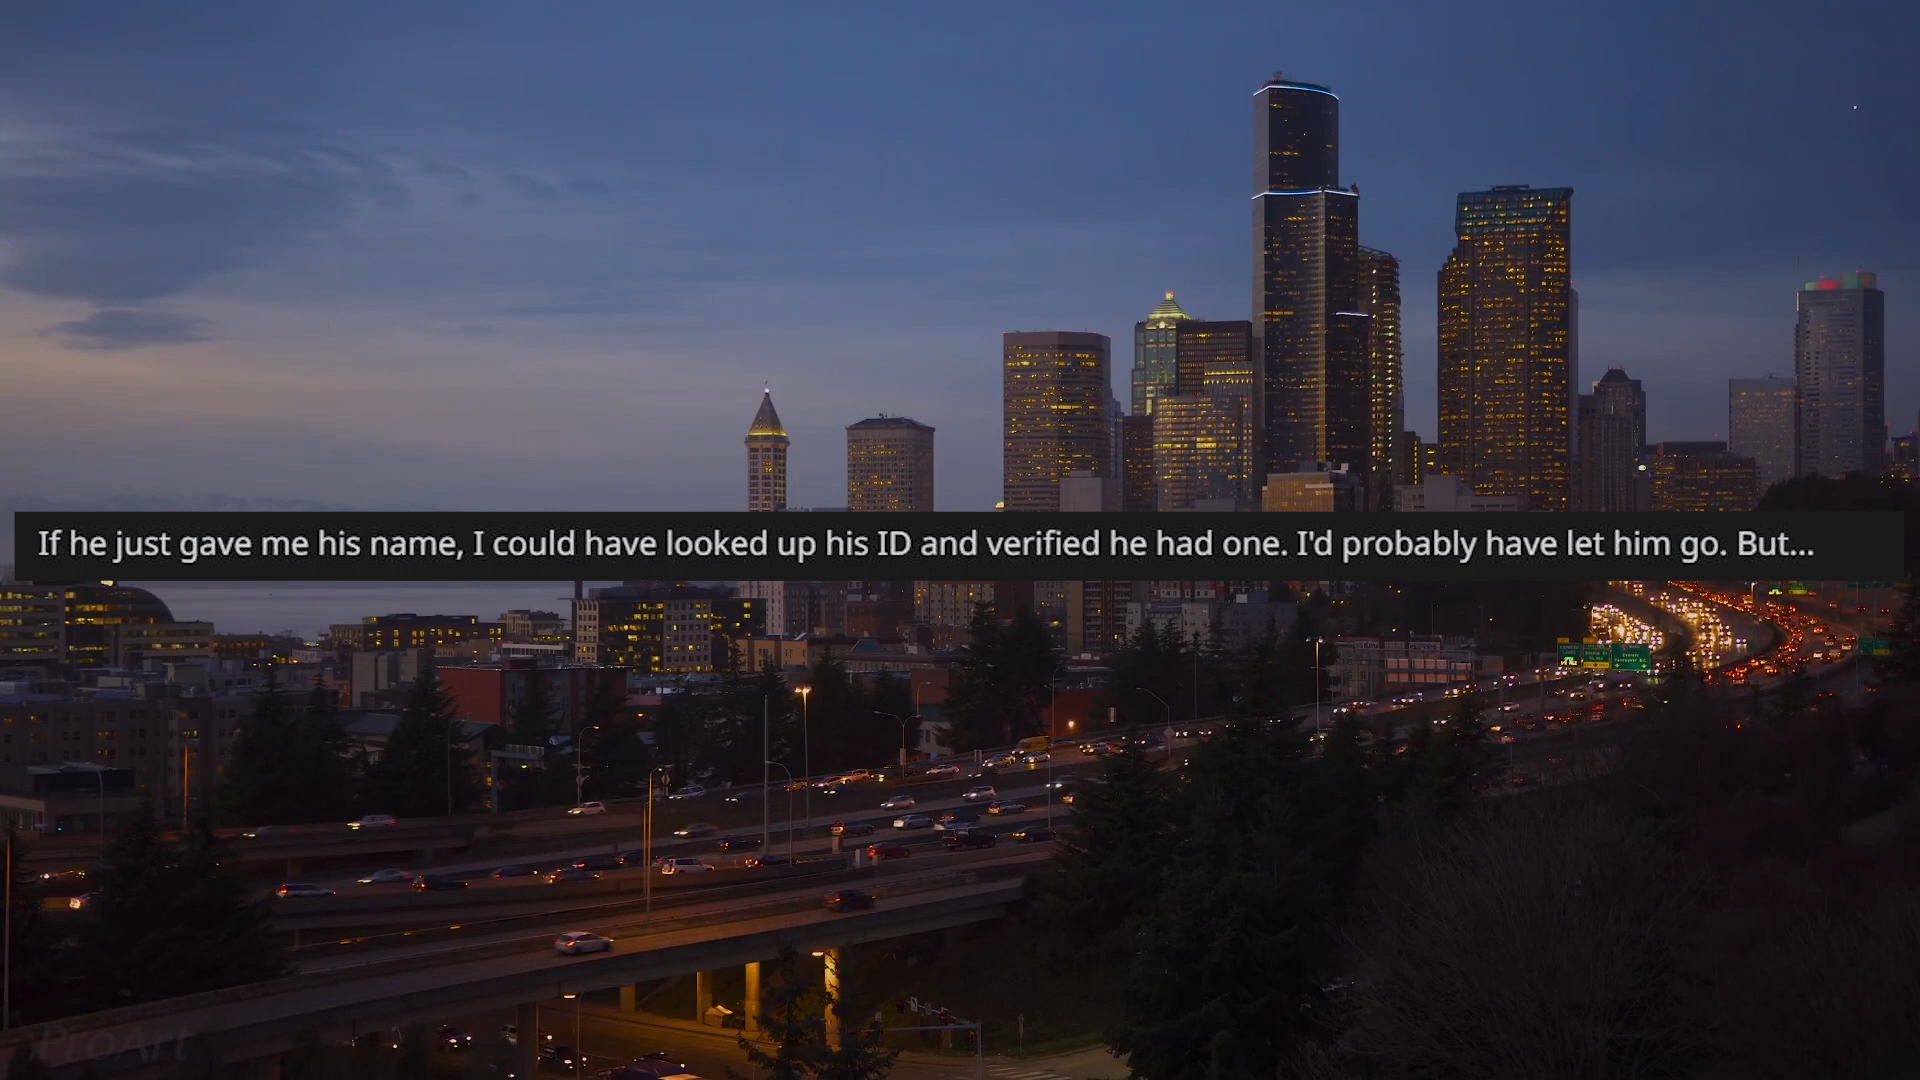 If he just gave me his name, I could have looked up his ID and verified he had one. I'd probably have let him go. But...
ProArt